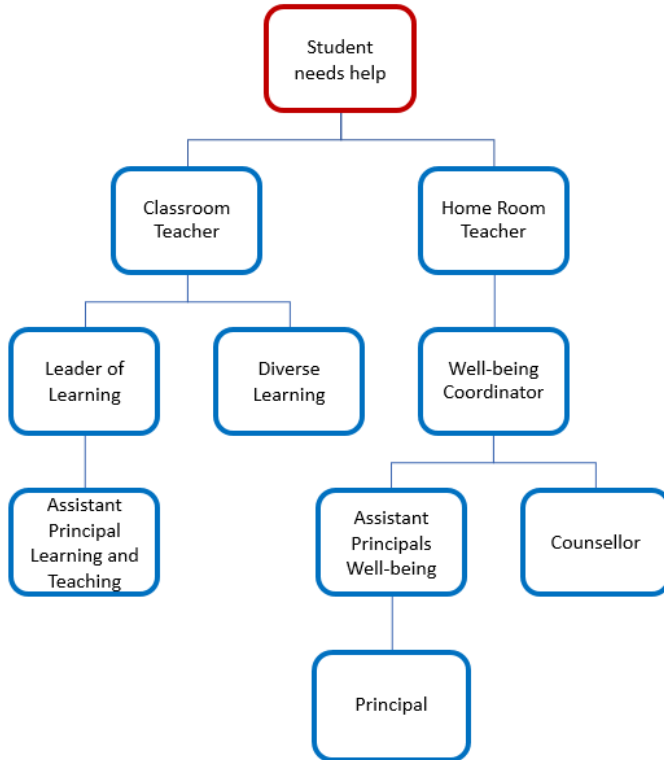 Student
needs help
Classroom
Teacher
Home Room
Teacher
Leader of
Learning
Diverse
Learning
Well-being
Coordinator
Assistant
Principal
Learning and
Teaching
Assistant
Principals
Well-being
Counsellor
Principal